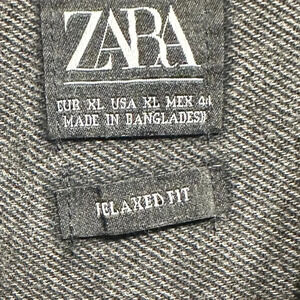 ZARA
EUR XL USA XL MEX 44
MADE IN BANGLADESH
RELAXED FIT